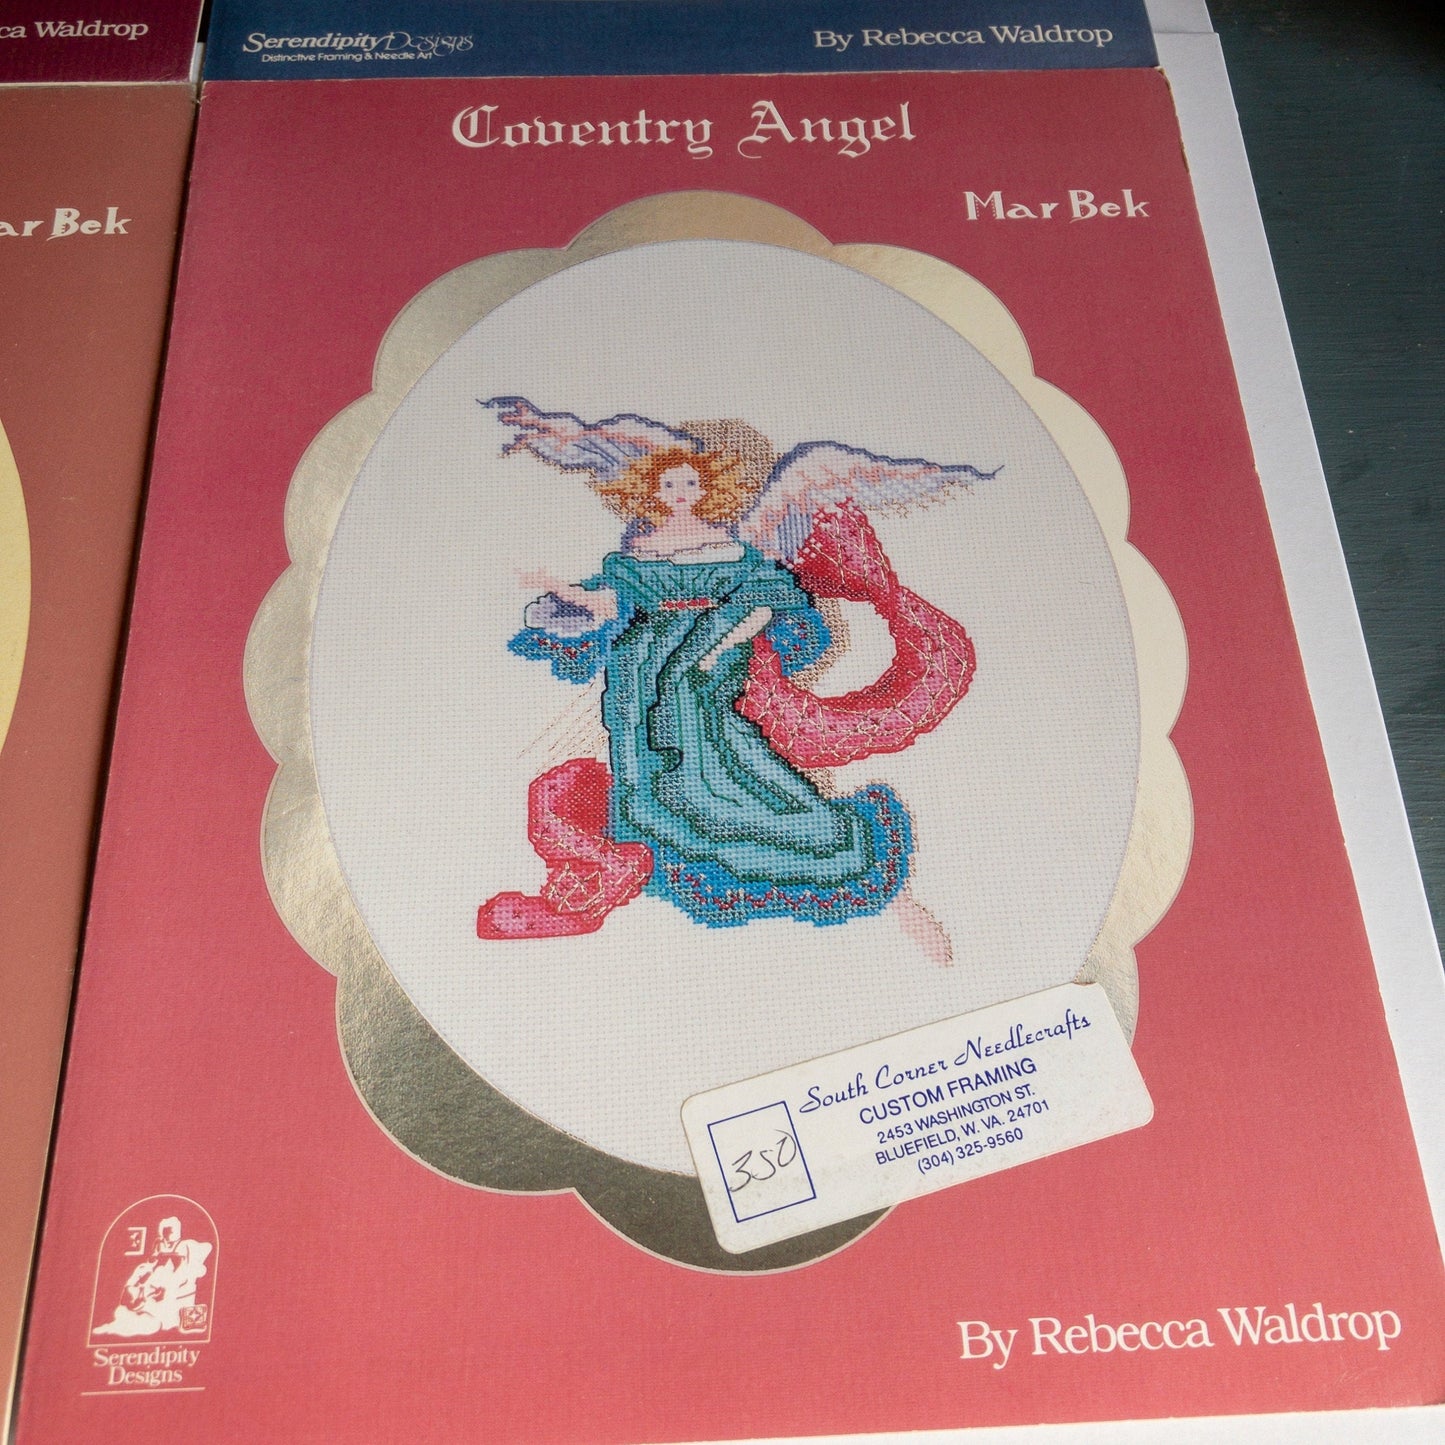 ca Waldrop
Serendipity Designs
Distinctive Framing & Needle Art
By Rebecca Waldrop
Coventry Angel
Mar Bek
ar Bek
South Corner Needlecrafts
CUSTOM FRAMING
2453 WASHINGTON ST.
BLUEFIELD, W. VA. 24701
(304) 325-9560
350
Serendipity
Designs
By Rebecca Waldrop